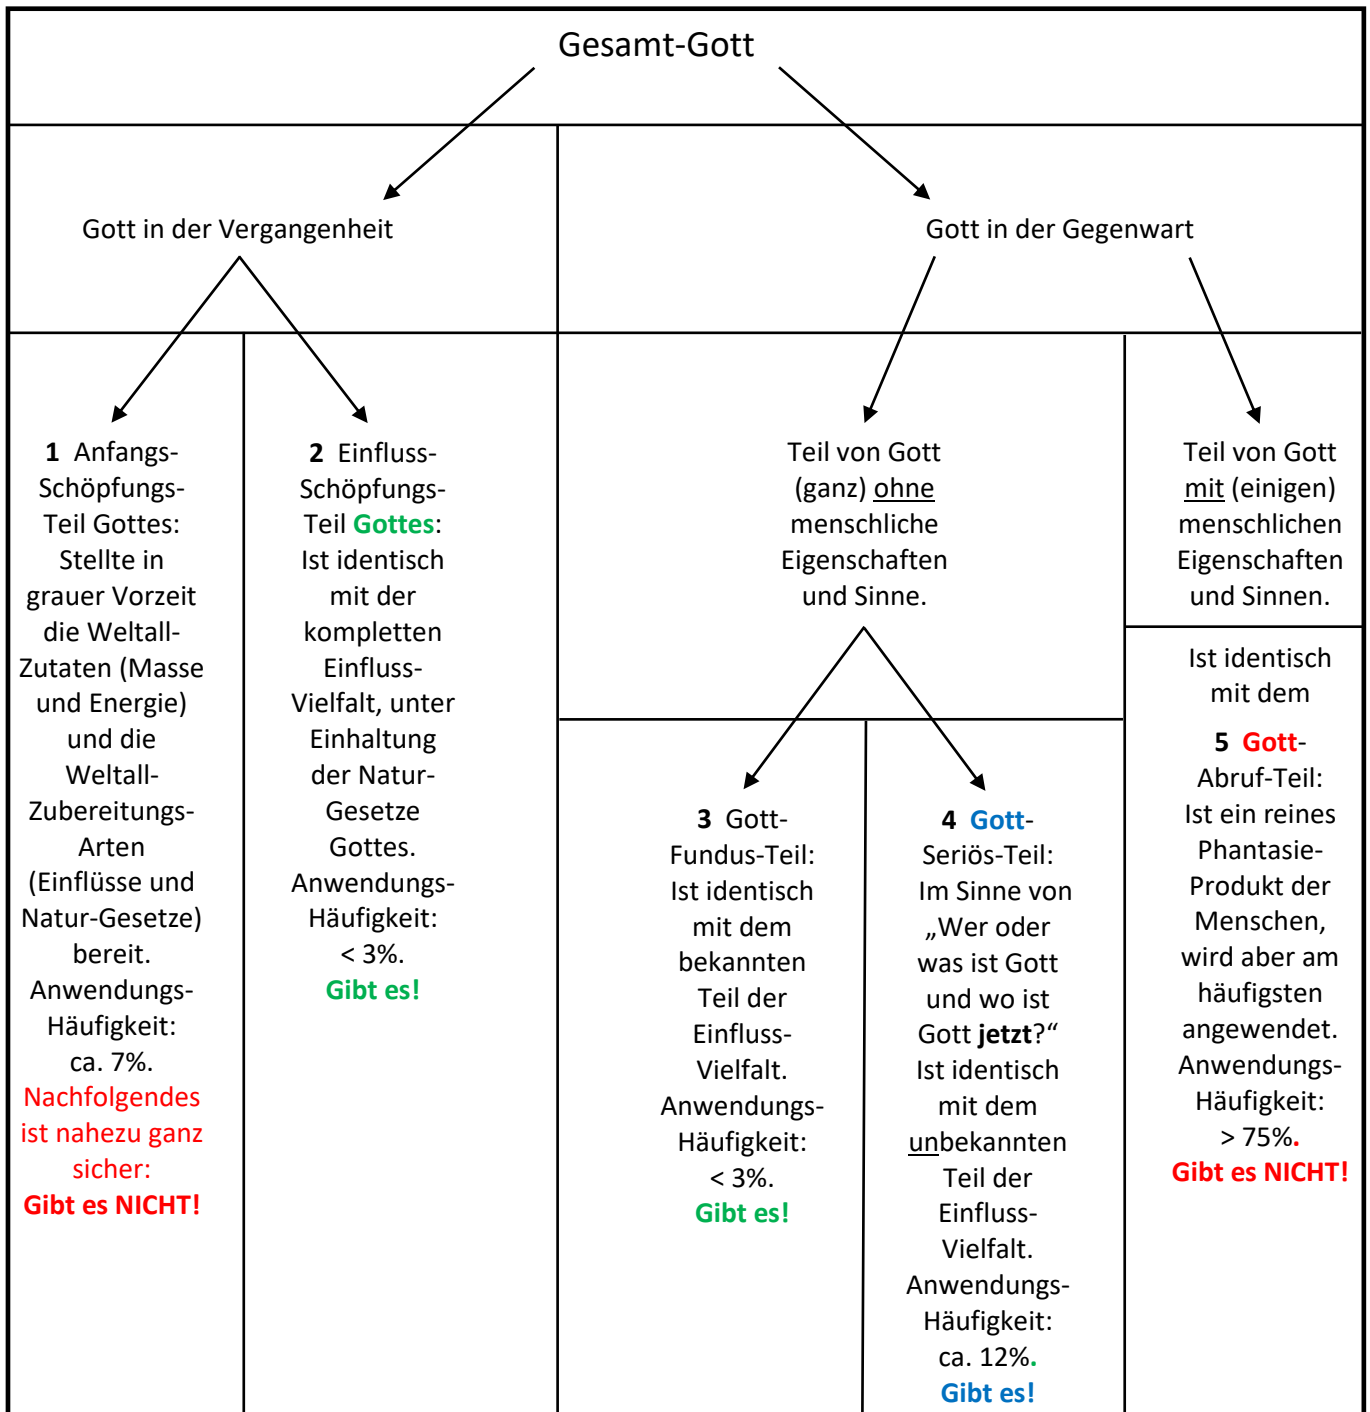 Gesamt-Gott
Gott in der Vergangenheit
Gott in der Gegenwart
1 Anfangs-
Schöpfungs-
Teil Gottes:
Stellte in
grauer Vorzeit
die Weltall-
Zutaten (Masse
und Energie)
und die
Weltall-
Zubereitungs-
Arten
(Einflüsse und
Natur-Gesetze)
bereit.
Anwendungs-
Häufigkeit:
ca. 7%.
Nachfolgendes
ist nahezu ganz
sicher:
Gibt es NICHT!
2 Einfluss-
Schöpfungs-
Teil Gottes:
Ist identisch
mit der
kompletten
Einfluss-
Vielfalt, unter
Einhaltung
der Natur-
Gesetze
Gottes.
Anwendungs-
Häufigkeit:
< 3%.
Gibt es!
Teil von Gott
(ganz) ohne
menschliche
Eigenschaften
und Sinne.
3 Gott-
Fundus-Teil:
Ist identisch
mit dem
bekannten
Teil der
Einfluss-
Vielfalt.
Anwendungs-
Häufigkeit:
< 3%.
Gibt es!
4 Gott-
Seriös-Teil:
Im Sinne von
„Wer oder
was ist Gott
und wo ist
Gott jetzt?“
Ist identisch
mit dem
unbekannten
Teil der
Einfluss-
Vielfalt.
Anwendungs-
Häufigkeit:
ca. 12%.
Gibt es!
Teil von Gott
mit (einigen)
menschlichen
Eigenschaften
und Sinnen.
Ist identisch
mit dem
5 Gott-
Abruf-Teil:
Ist ein reines
Phantasie-
Produkt der
Menschen,
wird aber am
häufigsten
angewendet.
Anwendungs-
Häufigkeit:
> 75%.
Gibt es NICHT!